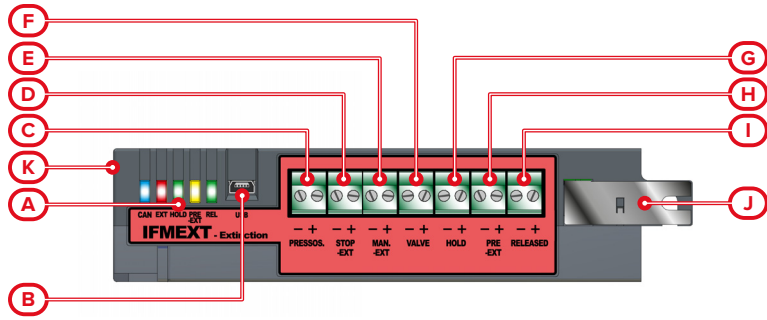 F
E
D
C
K
A
B
G
H
I
J
CAN EXT HOLD PRE-EXT REL USB
IFMEXT - Extinction
- + - + - + - + - + - + - +
PRESSOS. STOP-EXT MAN.-EXT VALVE HOLD PRE-EXT RELEASED